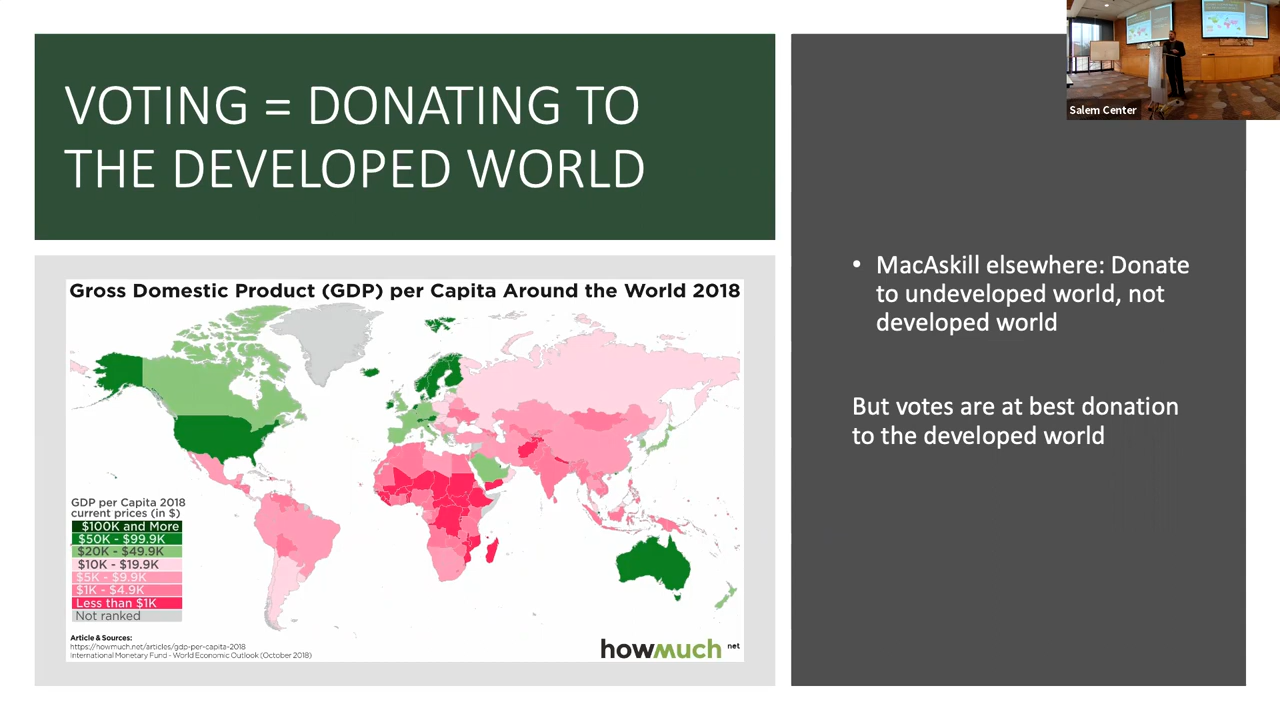 VOTING = DONATING TO
THE DEVELOPED WORLD
Salem Center
Gross Domestic Product (GDP) per Capita Around the World 2018
GDP per Capita 2018
current prices (in $)
$100K and More
$50K - $99.9K
$20K - $49.9K
$10K - $19.9K
$5K - $9.9K
$1K - $4.9K
Less than $1K
Not ranked
Article & Sources:
https://howmuch.net/articles/gdp-per-capita-2018
International Monetary Fund - World Economic Outlook (October 2018)
howmuch net
• MacAskill elsewhere: Donate
to undeveloped world, not
developed world
But votes are at best donation
to the developed world